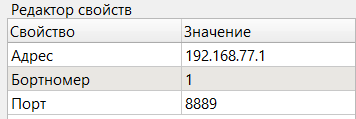 Редактор свойств
Свойство Значение
Адрес 192.168.77.1
Бортномер 1
Порт 8889